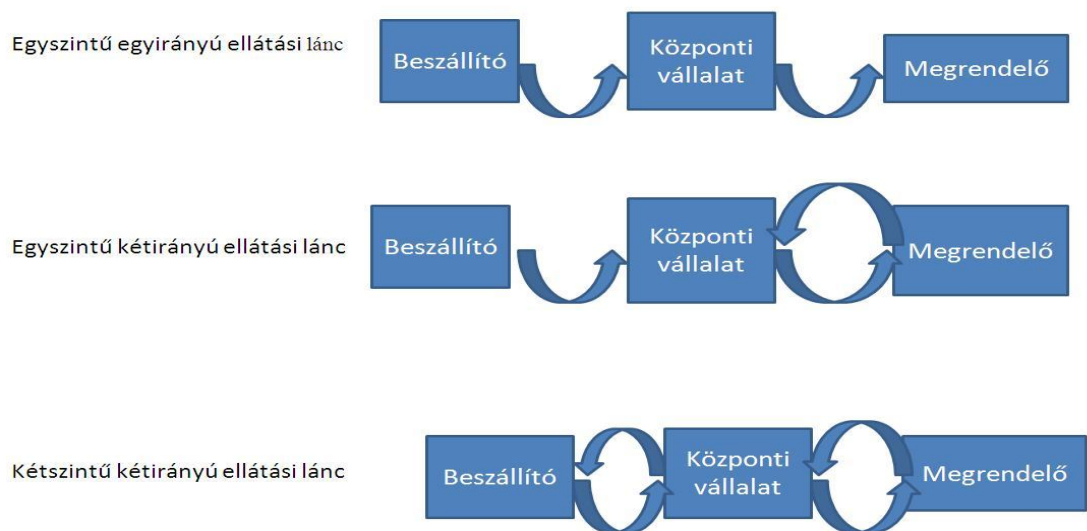 Egyszintű egyirányú ellátási lánc
Beszállító
Központi
vállalat
Megrendelő
Egyszintű kétirányú ellátási lánc
Beszállító
Központi
vállalat
Megrendelő
Kétszintű kétirányú ellátási lánc
Beszállító
Központi
vállalat
Megrendelő